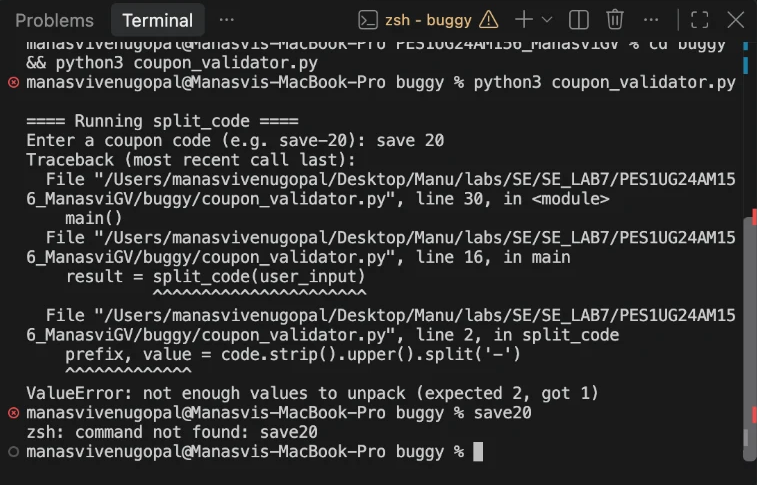 Problems Terminal ··· zsh - buggy
manasvivenugopal@Manasvis-MacBook-Pro PES1UG24AM156_ManasviGV % cd buggy
&& python3 coupon_validator.py
manasvivenugopal@Manasvis-MacBook-Pro buggy % python3 coupon_validator.py
==== Running split_code ====
Enter a coupon code (e.g. save-20): save 20
Traceback (most recent call last):
File "/Users/manasvivenugopal/Desktop/Manu/labs/SE/SE_LAB7/PES1UG24AM15
6_ManasviGV/buggy/coupon_validator.py", line 30, in <module>
main()
File "/Users/manasvivenugopal/Desktop/Manu/labs/SE/SE_LAB7/PES1UG24AM15
6_ManasviGV/buggy/coupon_validator.py", line 16, in main
result = split_code(user_input)
^^^^^^^^^^^^^^^^^^^^^^
File "/Users/manasvivenugopal/Desktop/Manu/labs/SE/SE_LAB7/PES1UG24AM15
6_ManasviGV/buggy/coupon_validator.py", line 2, in split_code
prefix, value = code.strip().upper().split('-')
^^^^^^^^^^^^^
ValueError: not enough values to unpack (expected 2, got 1)
manasvivenugopal@Manasvis-MacBook-Pro buggy % save20
zsh: command not found: save20
manasvivenugopal@Manasvis-MacBook-Pro buggy %